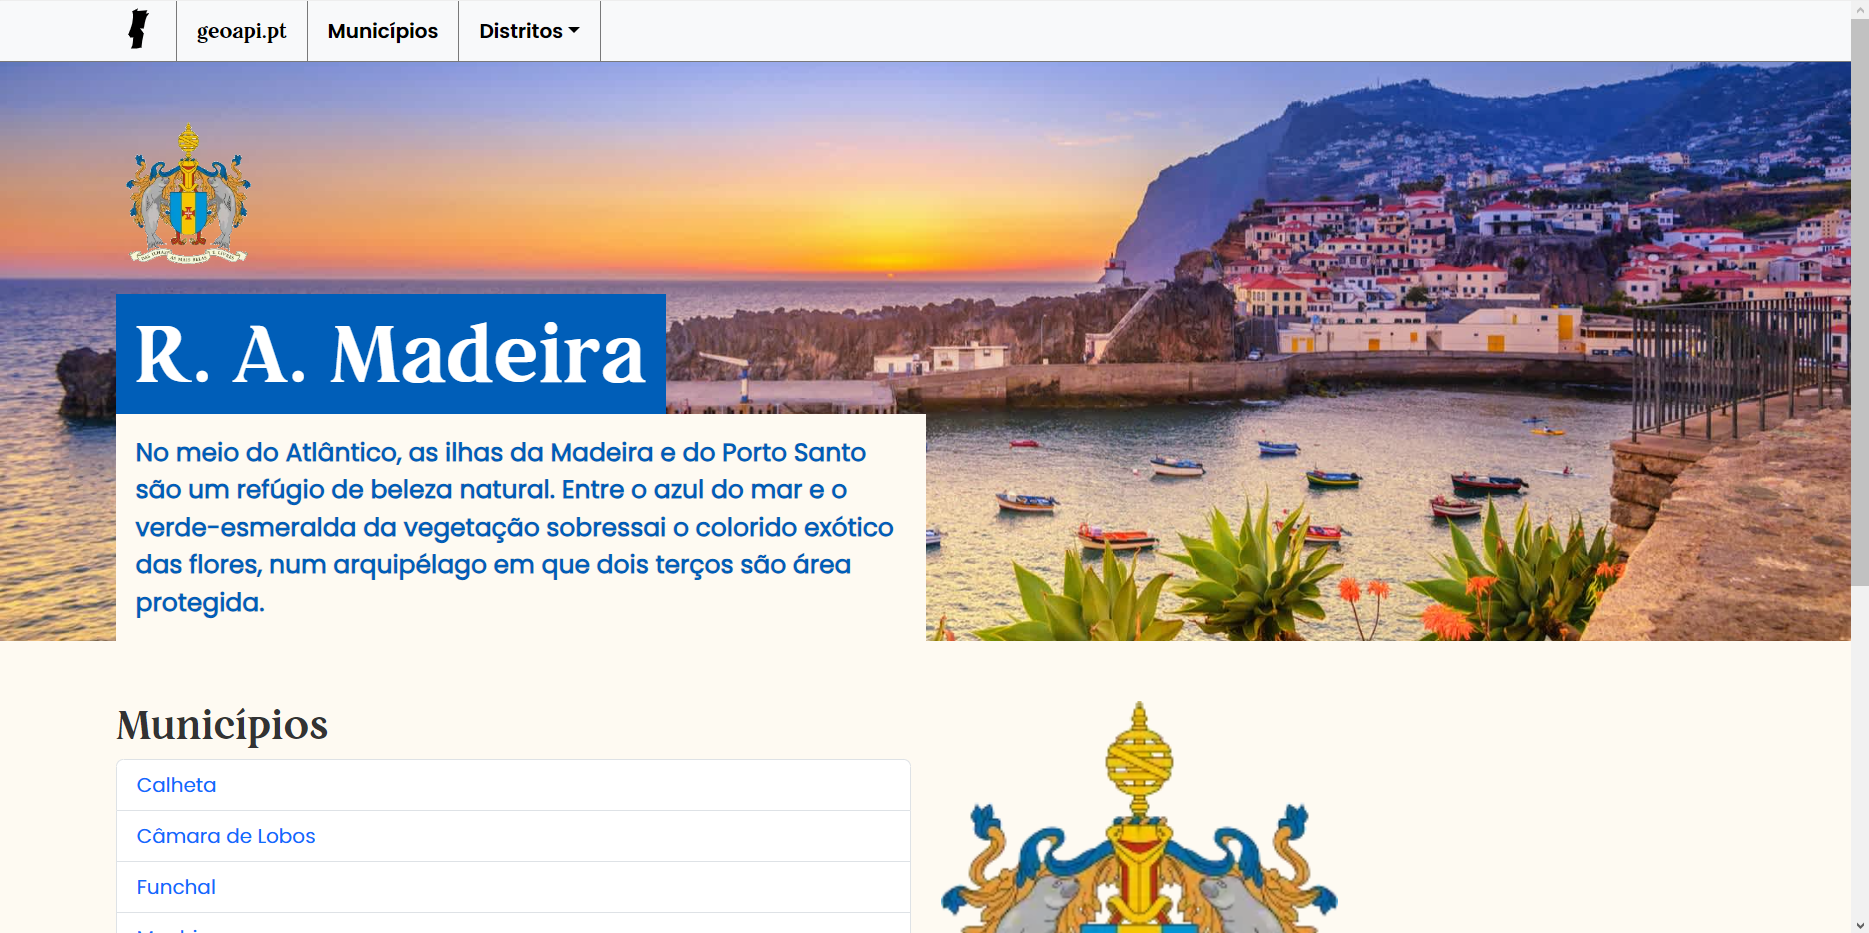 geoapi.pt
Municípios
Distritos
R. A. Madeira
No meio do Atlântico, as ilhas da Madeira e do Porto Santo
são um refúgio de beleza natural. Entre o azul do mar e o
verde-esmeralda da vegetação sobressai o colorido exótico
das flores, num arquipélago em que dois terços são área
protegida.
Municípios
Calheta
Câmara de Lobos
Funchal